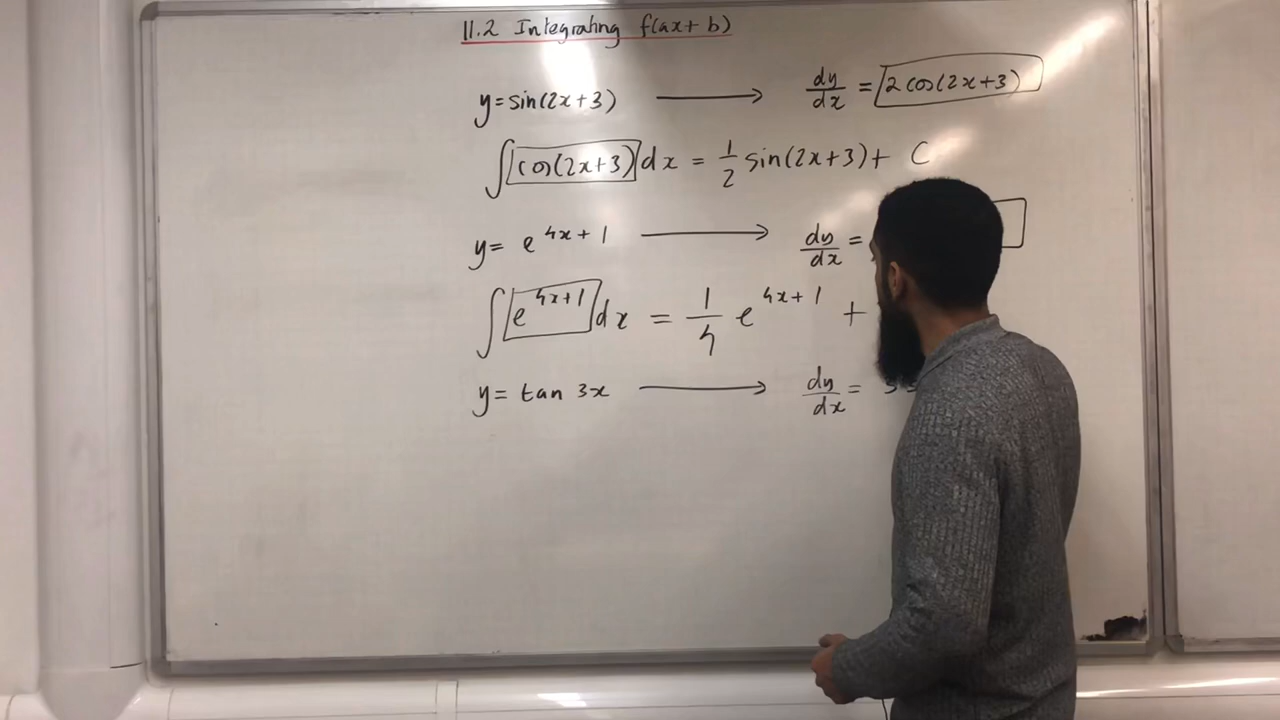 11.2 Integrating f(ax+b)
y=sin(2x+3) ⟶ dy/dx = 2cos(2x+3)
∫cos(2x+3)dx = 1/2 sin(2x+3)+ C
y= e^{4x+1} ⟶ dy/dx =
∫e^{4x+1}dx = 1/4 e^{4x+1} +
y= tan 3x ⟶ dy/dx = 3